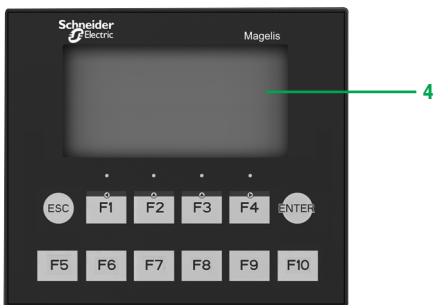 Schneider
Electric
Magelis
4
ESC F1 F2 F3 F4 ENTER
F5 F6 F7 F8 F9 F10